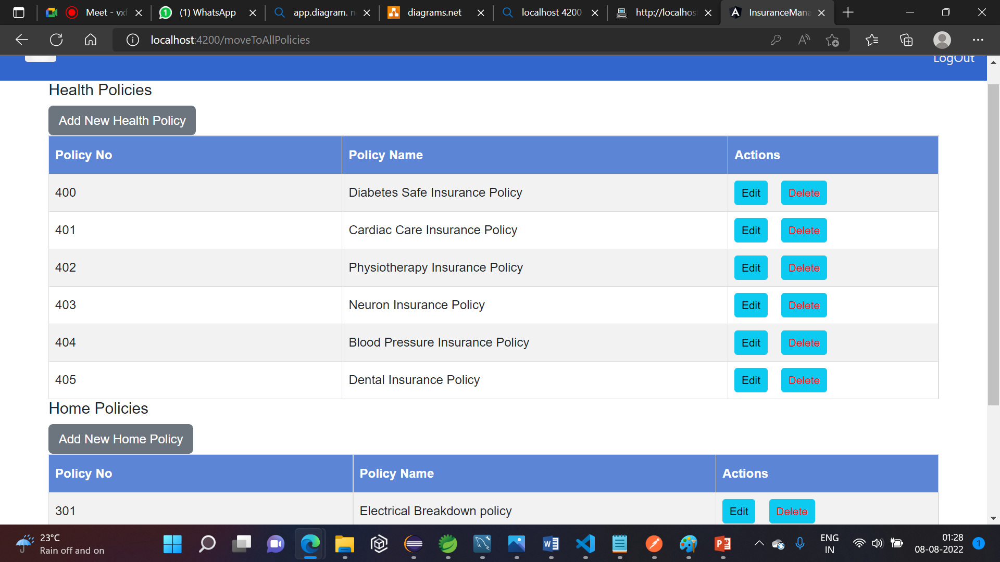 Meet - vxf
1
(1) WhatsApp
app.diagram. n
diagrams.net
localhost 4200
http://localhos
InsuranceMana
localhost:4200/moveToAllPolicies
LogOut
Health Policies
Add New Health Policy
Policy No Policy Name Actions
400 Diabetes Safe Insurance Policy Edit Delete
401 Cardiac Care Insurance Policy Edit Delete
402 Physiotherapy Insurance Policy Edit Delete
403 Neuron Insurance Policy Edit Delete
404 Blood Pressure Insurance Policy Edit Delete
405 Dental Insurance Policy Edit Delete
Home Policies
Add New Home Policy
Policy No Policy Name Actions
301 Electrical Breakdown policy Edit Delete
23°C
Rain off and on
ENG
IN
01:28
08-08-2022
1